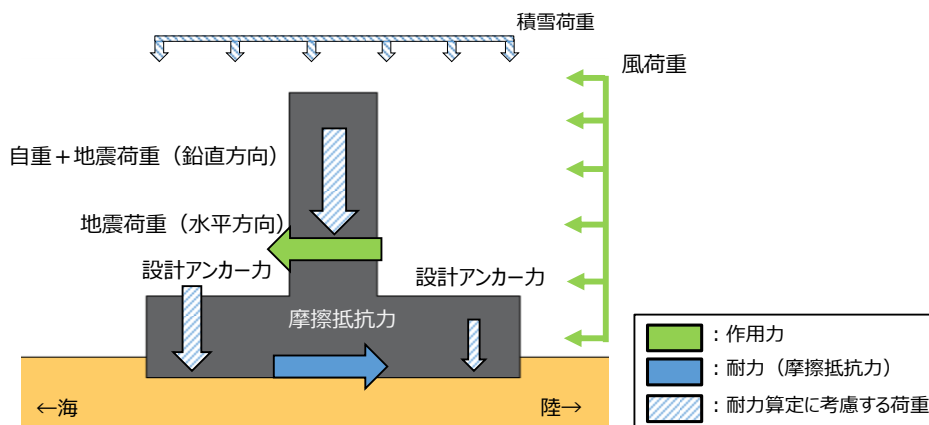 積雪荷重
風荷重
自重+地震荷重(鉛直方向)
地震荷重(水平方向)
設計アンカー力
設計アンカー力
摩擦抵抗力
←海
陸→
:作用力
:耐力(摩擦抵抗力)
:耐力算定に考慮する荷重